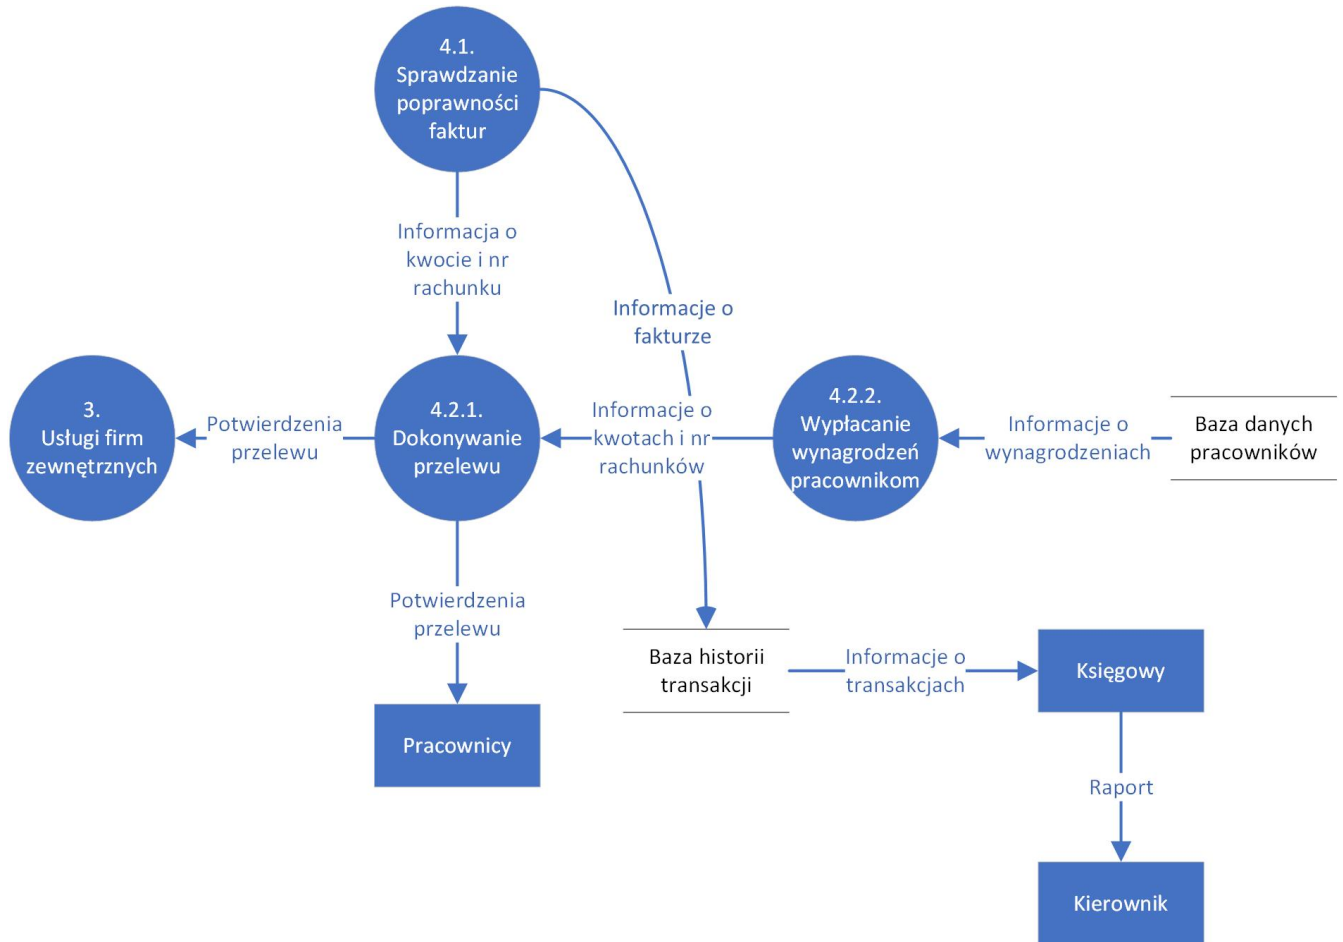 4.1.
Sprawdzanie
poprawności
faktur
Informacja o
kwocie i nr
rachunku
Informacje o
fakturze
3.
Usługi firm
zewnętrznych
Potwierdzenia
przelewu
4.2.1.
Dokonywanie
przelewu
Informacje o
kwotach i nr
rachunków
4.2.2.
Wypłacanie
wynagrodzeń
pracownikom
Informacje o
wynagrodzeniach
Baza danych
pracowników
Potwierdzenia
przelewu
Pracownicy
Baza historii
transakcji
Informacje o
transakcjach
Księgowy
Raport
Kierownik